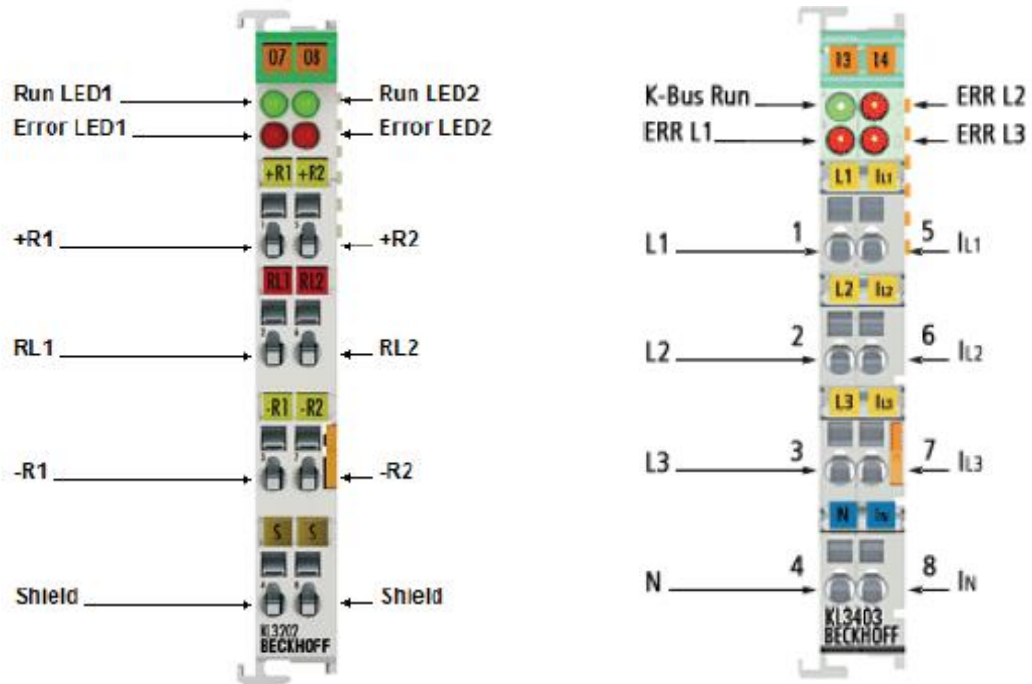 07 08
Run LED1
Run LED2
Error LED1
Error LED2
+R1 +R2
+R1
+R2
RL1 RL2
RL1
RL2
-R1 -R2
-R1
-R2
S S
Shield
Shield
KL3202
BECKHOFF
13 14
K-Bus Run
ERR L2
ERR L1
ERR L3
L1 IL1
L1
1
5
IL1
L2 IL2
L2
2
6
IL2
L3 IL3
L3
3
7
IL3
N IN
N
4
8
IN
KL3403
BECKHOFF